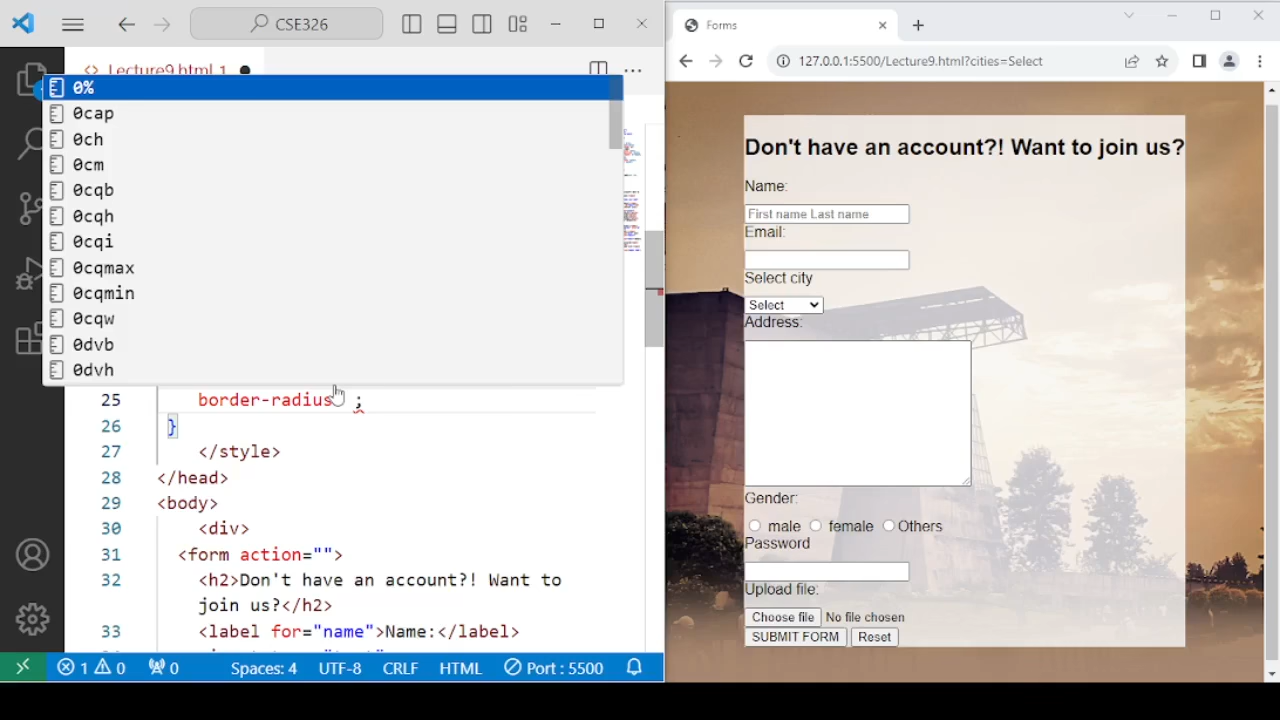 CSE326
Lecture9.html 1
0%
0cap
0ch
0cm
0cqb
0cqh
0cqi
0cqmax
0cqmin
0cqw
0dvb
0dvh
25 border-radius ;
26 }
27 </style>
28 </head>
29 <body>
30 <div>
31 <form action="">
32 <h2>Don't have an account?! Want to
join us?</h2>
33 <label for="name">Name:</label>
1 0 0 Spaces: 4 UTF-8 CRLF HTML Port : 5500
Forms
127.0.0.1:5500/Lecture9.html?cities=Select
Don't have an account?! Want to join us?
Name:
First name Last name
Email:
Select city
Select
Address:
Gender:
male female Others
Password
Upload file:
Choose file No file chosen
SUBMIT FORM Reset